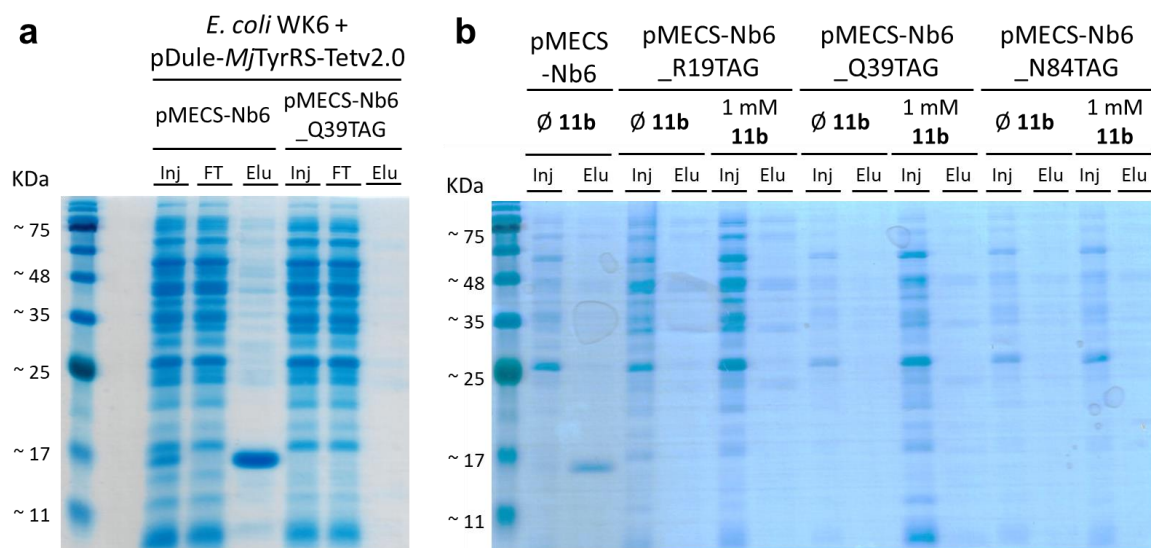 a
E. coli WK6 +
pDule-MjTyrRS-Tetv2.0
pMECS-Nb6
pMECS-Nb6
_Q39TAG
KDa
Inj FT Elu Inj FT Elu
~ 75
~ 48
~ 35
~ 25
~ 17
~ 11
b
pMECS
-Nb6
pMECS-Nb6
_R19TAG
pMECS-Nb6
_Q39TAG
pMECS-Nb6
_N84TAG
Ø 11b
Ø 11b
1 mM
11b
Ø 11b
1 mM
11b
Ø 11b
1 mM
11b
KDa
Inj Elu Inj Elu Inj Elu Inj Elu Inj Elu Inj Elu Inj Elu
~ 75
~ 48
~ 35
~ 25
~ 17
~ 11